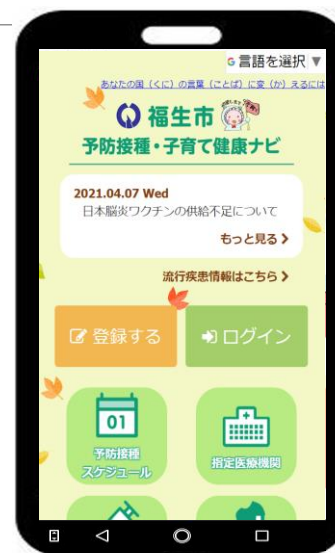 G 言語を選択 ▼
あなたの国（くに）の言葉（ことば）に変（か）えるには
福生市
予防接種・子育て健康ナビ
2021.04.07 Wed
日本脳炎ワクチンの供給不足について
もっと見る
流行疾患情報はこちら
登録する
ログイン
01
予防接種
スケジュール
指定医療機関